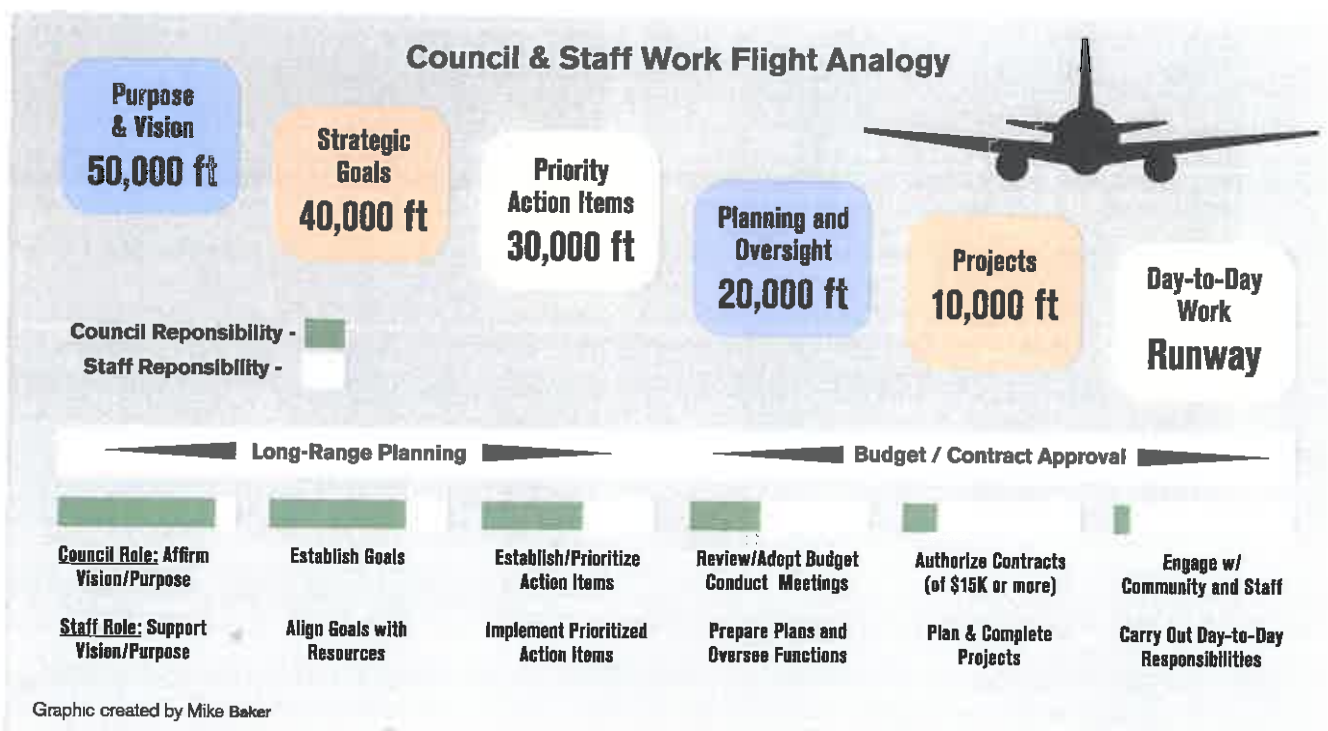 Council & Staff Work Flight Analogy
Purpose
& Vision
50,000 ft
Strategic
Goals
40,000 ft
Priority
Action Items
30,000 ft
Planning and
Oversight
20,000 ft
Projects
10,000 ft
Day-to-Day
Work
Runway
Council Reponsibility -
Staff Reponsibility -
Long-Range Planning
Budget / Contract Approval
Council Role: Affirm
Vision/Purpose
Establish Goals
Establish/Prioritize
Action Items
Review/Adopt Budget
Conduct Meetings
Authorize Contracts
(of $15K or more)
Engage w/
Community and Staff
Staff Role: Support
Vision/Purpose
Align Goals with
Resources
Implement Prioritized
Action Items
Prepare Plans and
Oversee Functions
Plan & Complete
Projects
Carry Out Day-to-Day
Responsibilities
Graphic created by Mike Baker